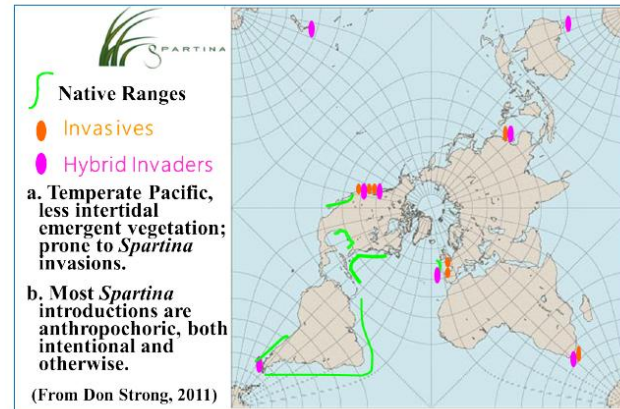 SPARTINA
Native Ranges
Invasives
Hybrid Invaders
a. Temperate Pacific,
less intertidal
emergent vegetation;
prone to Spartina
invasions.
b. Most Spartina
introductions are
anthropochoric, both
intentional and
otherwise.
(From Don Strong, 2011)